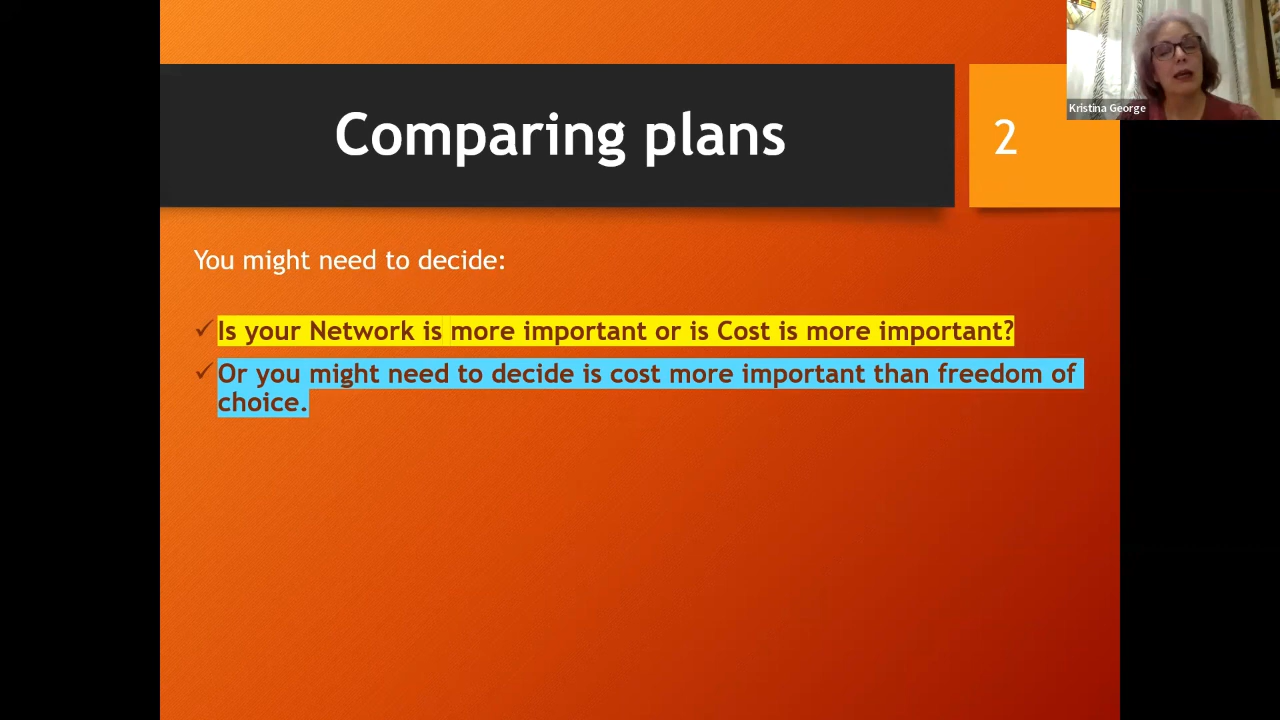 Comparing plans
2
Kristina George
You might need to decide:
✓Is your Network is more important or is Cost is more important?
✓Or you might need to decide is cost more important than freedom of
choice.